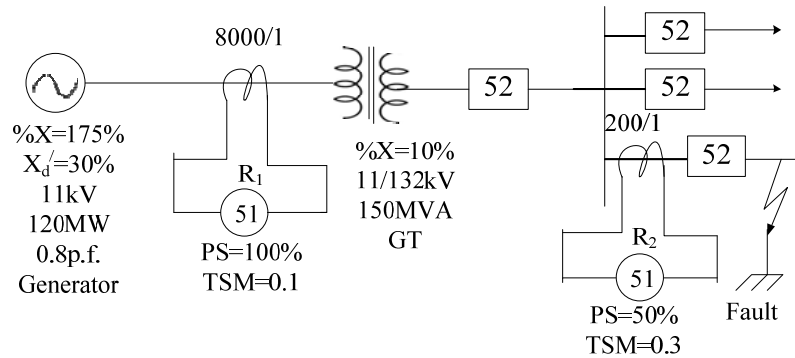 8000/1
52
52
52
200/1
52
%X=175%
X'd=30%
11kV
120MW
0.8p.f.
Generator
R1
51
PS=100%
TSM=0.1
%X=10%
11/132kV
150MVA
GT
R2
51
PS=50%
TSM=0.3
Fault